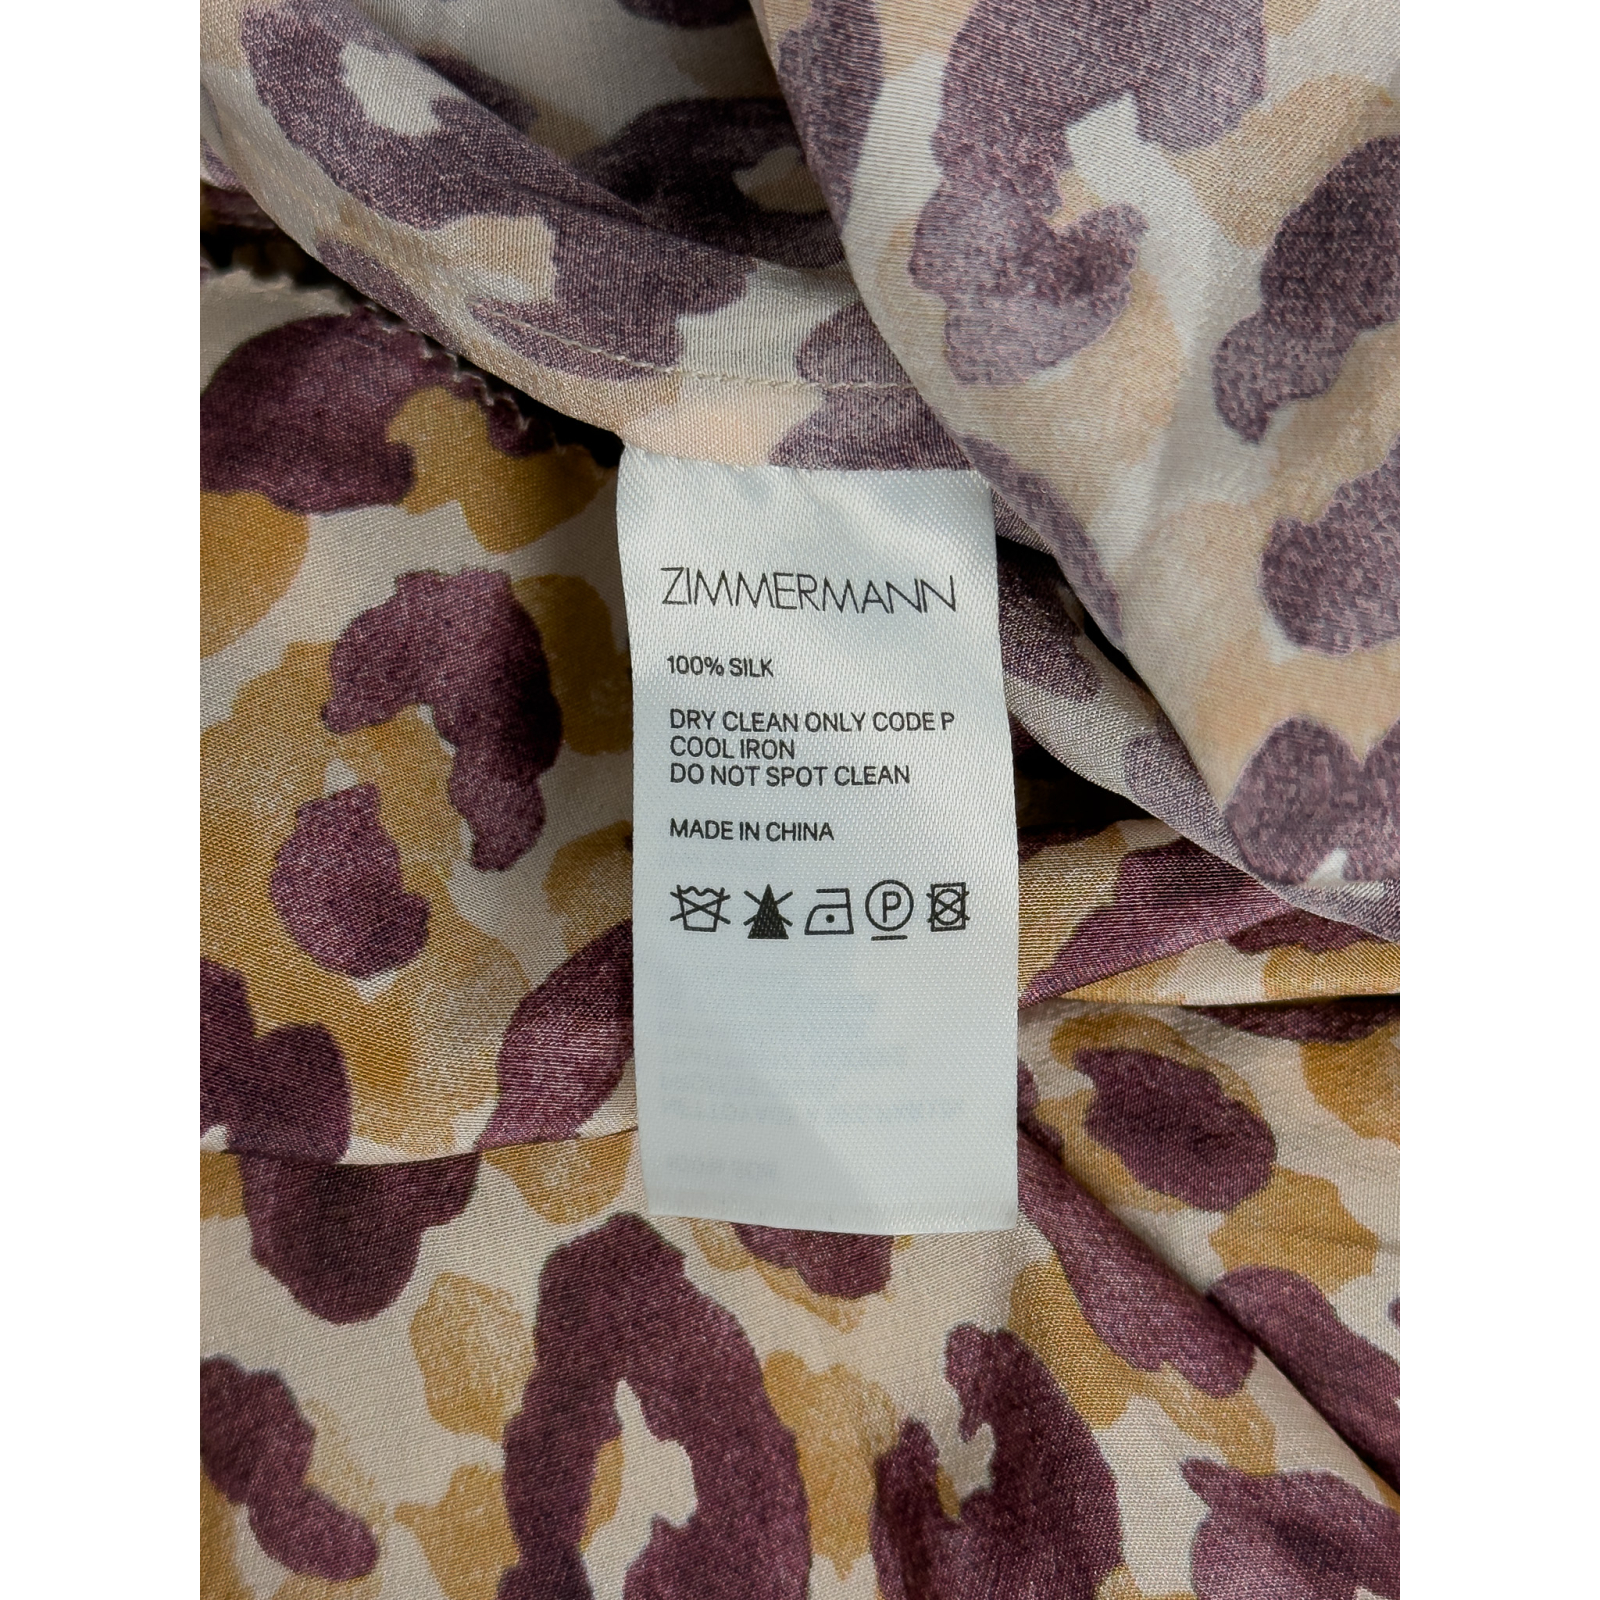 ZIMMERMANN
100% SILK
DRY CLEAN ONLY CODE P
COOL IRON
DO NOT SPOT CLEAN
MADE IN CHINA
P